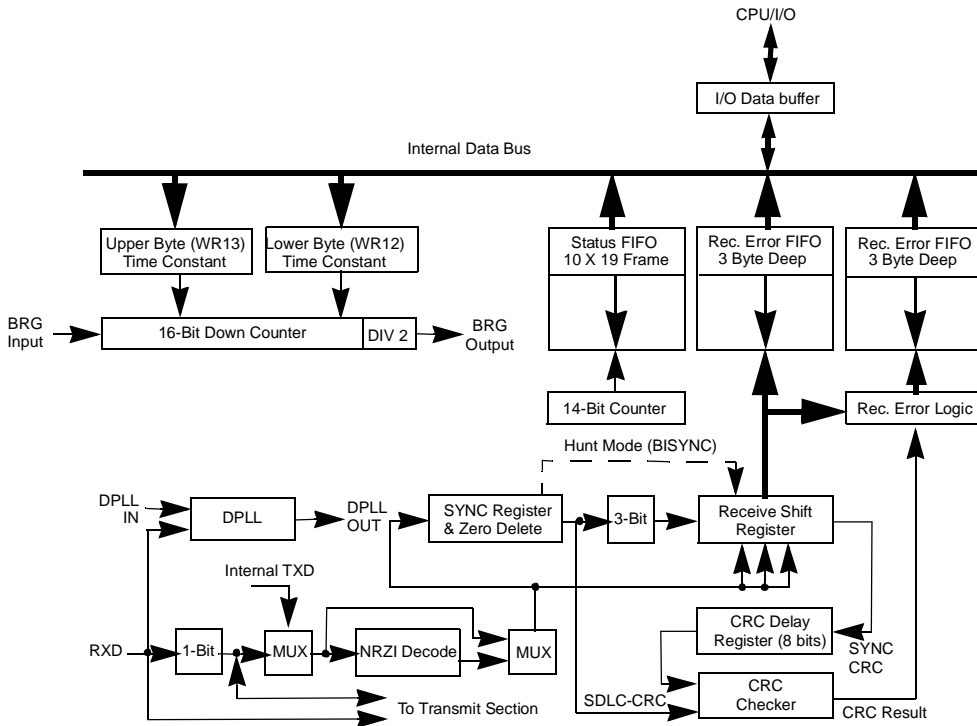 CPU/I/O
I/O Data buffer
Internal Data Bus
Upper Byte (WR13)
Time Constant
Lower Byte (WR12)
Time Constant
Status FIFO
10 X 19 Frame
Rec. Error FIFO
3 Byte Deep
Rec. Error FIFO
3 Byte Deep
BRG
Input
16-Bit Down Counter
DIV 2
BRG
Output
14-Bit Counter
Rec. Error Logic
Hunt Mode (BISYNC)
DPLL
IN
DPLL
DPLL
OUT
SYNC Register
& Zero Delete
3-Bit
Receive Shift
Register
Internal TXD
RXD
1-Bit
MUX
NRZI Decode
MUX
CRC Delay
Register (8 bits)
SYNC
CRC
To Transmit Section
SDLC-CRC
CRC
Checker
CRC Result